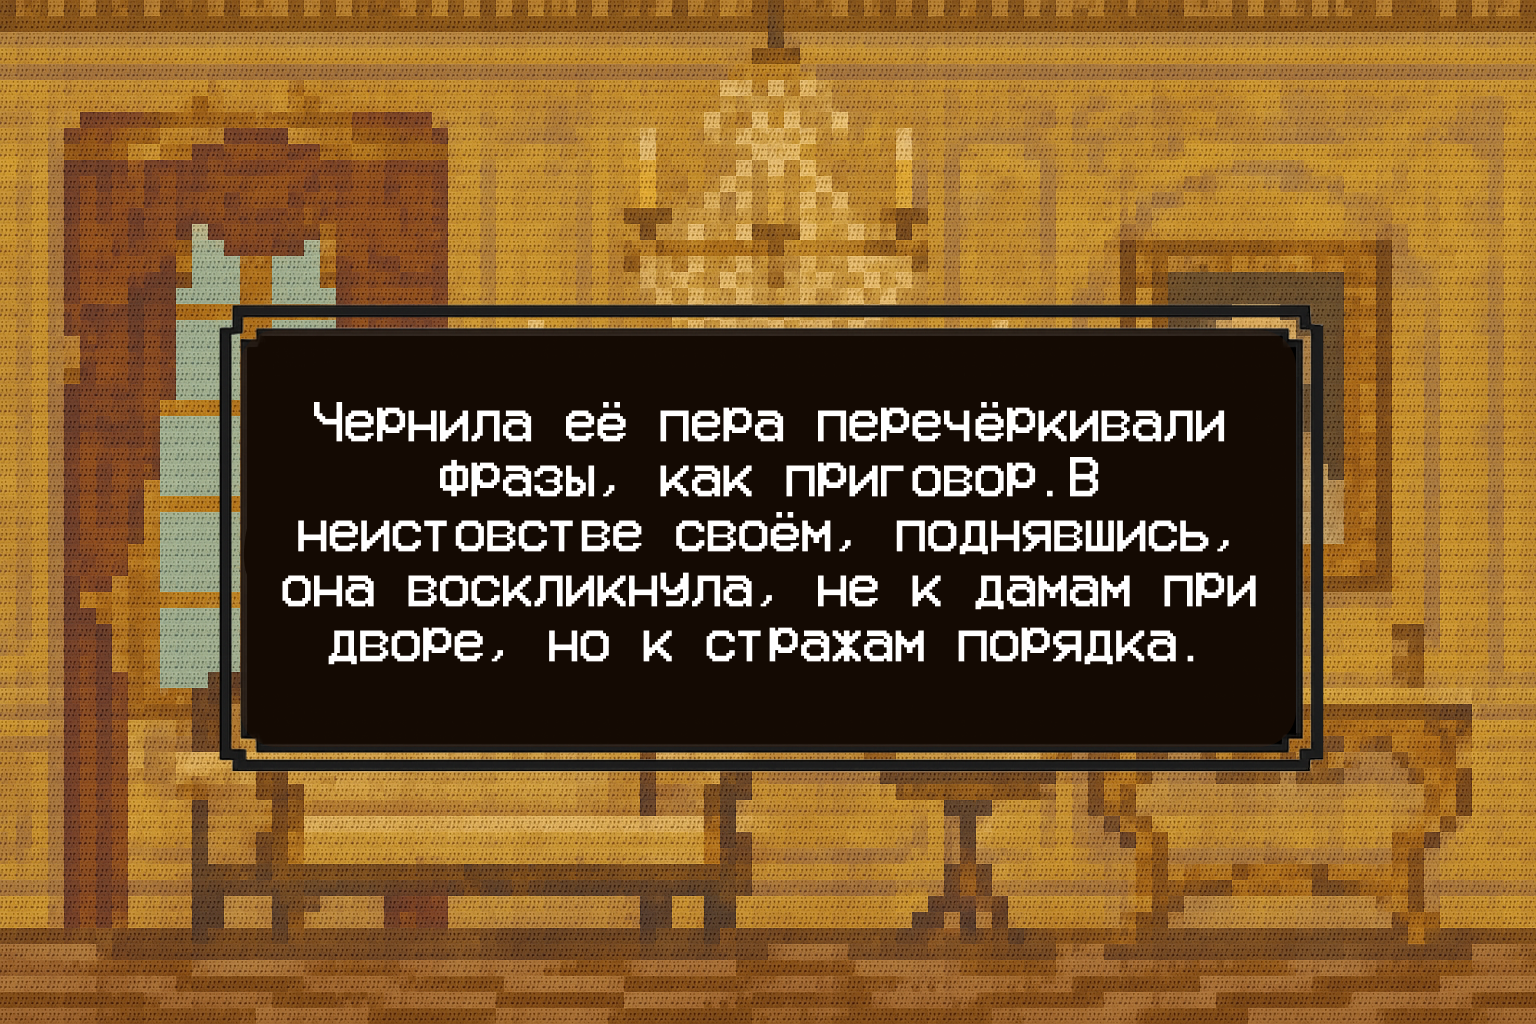 Чернила её пера перечёркивали
фразы, как приговор.В
неистовстве своём, поднявшись,
она воскликнула, не к дамам при
дворе, но к стражам порядка.